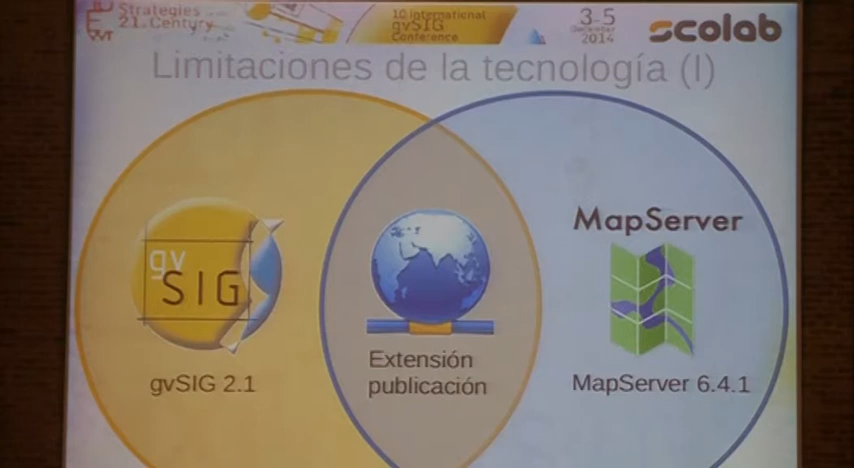 Strategies
21st Century
10 international
gvSIG
Conference
3-5
December
2014
scolab
Limitaciones de la tecnología (I)
gv
SIG
MapServer
Extensión
publicación
gvSIG 2.1
MapServer 6.4.1